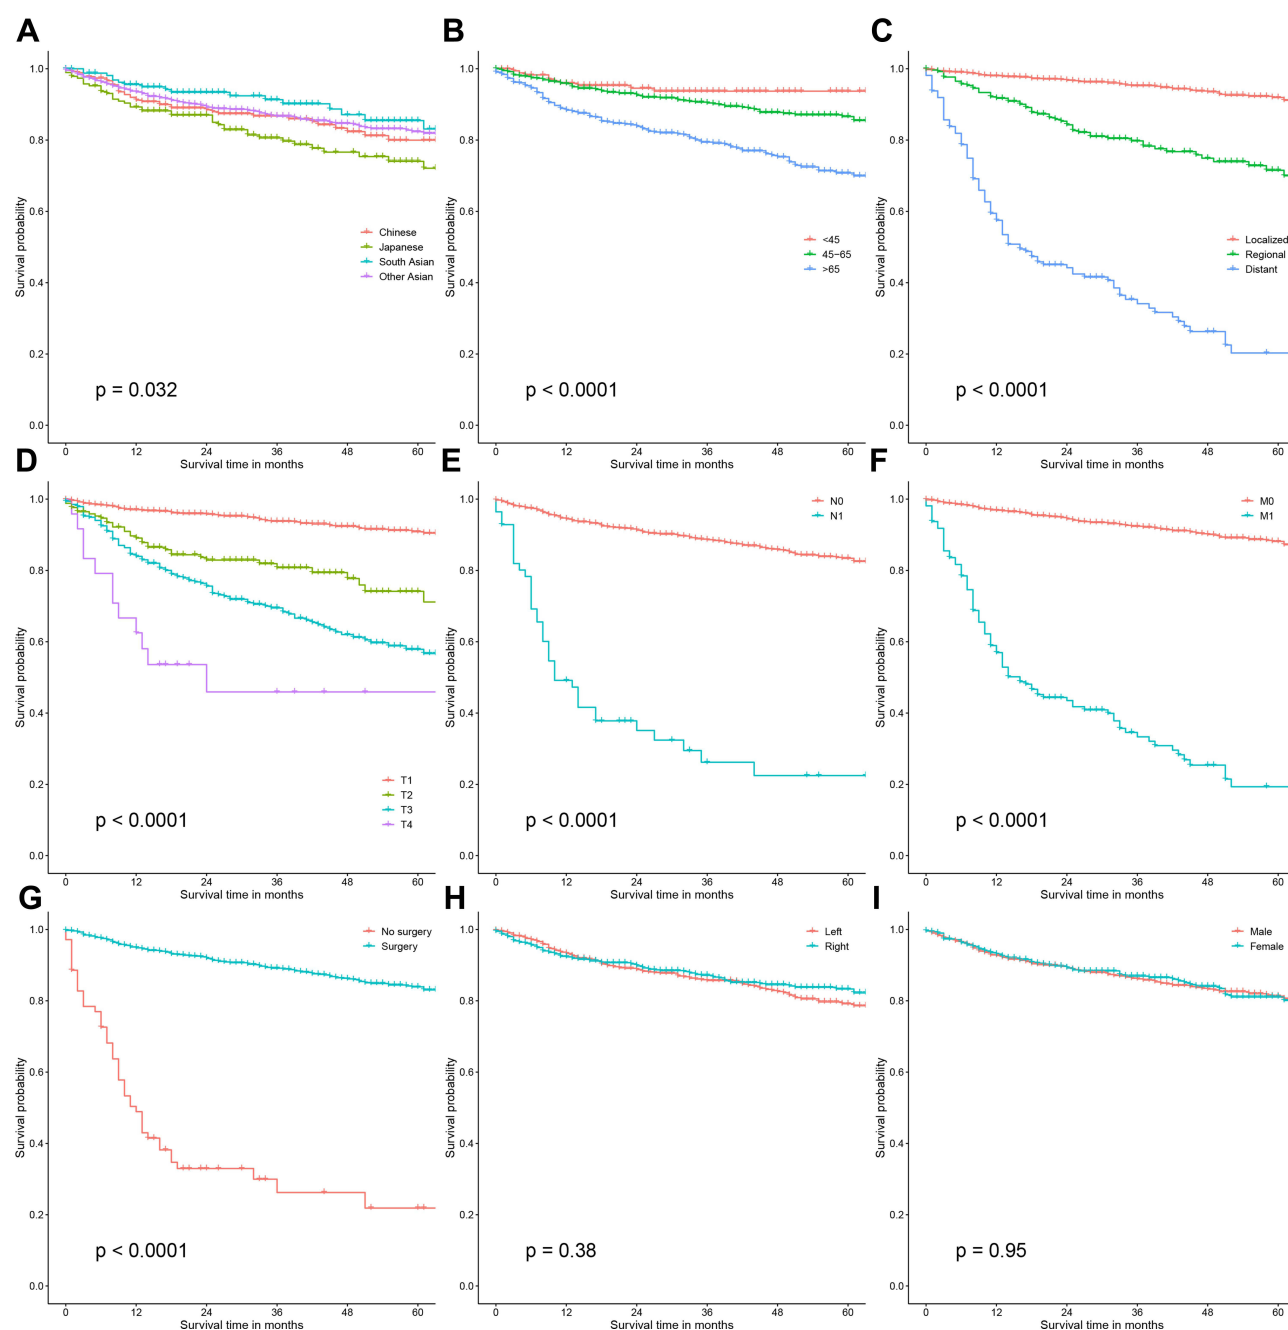 A
Survival probability
1.0
0.8
0.6
0.4
0.2
0.0
Chinese
Japanese
South Asian
Other Asian
p = 0.032
0 12 24 36 48 60
Survival time in months
B
Survival probability
1.0
0.8
0.6
0.4
0.2
0.0
<45
45−65
>65
p < 0.0001
0 12 24 36 48 60
Survival time in months
C
Survival probability
1.0
0.8
0.6
0.4
0.2
0.0
Localized
Regional
Distant
p < 0.0001
0 12 24 36 48 60
Survival time in months
D
Survival probability
1.0
0.8
0.6
0.4
0.2
0.0
T1
T2
T3
T4
p < 0.0001
0 12 24 36 48 60
Survival time in months
E
Survival probability
1.0
0.8
0.6
0.4
0.2
0.0
N0
N1
p < 0.0001
0 12 24 36 48 60
Survival time in months
F
Survival probability
1.0
0.8
0.6
0.4
0.2
0.0
M0
M1
p < 0.0001
0 12 24 36 48 60
Survival time in months
G
Survival probability
1.0
0.8
0.6
0.4
0.2
0.0
No surgery
Surgery
p < 0.0001
0 12 24 36 48 60
Survival time in months
H
Survival probability
1.0
0.8
0.6
0.4
0.2
0.0
Left
Right
p = 0.38
0 12 24 36 48 60
Survival time in months
I
Survival probability
1.0
0.8
0.6
0.4
0.2
0.0
Male
Female
p = 0.95
0 12 24 36 48 60
Survival time in months